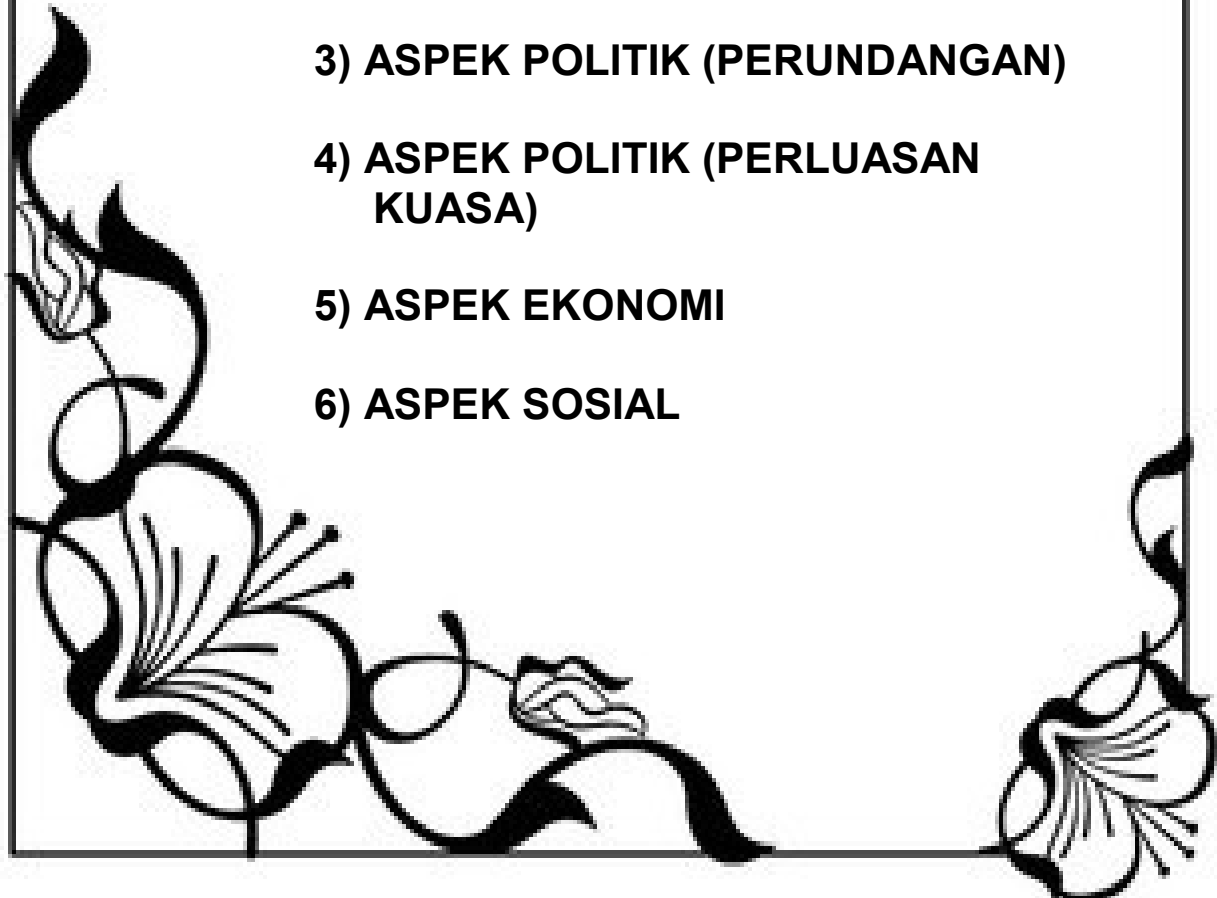 3) ASPEK POLITIK (PERUNDANGAN)
4) ASPEK POLITIK (PERLUASAN
KUASA)
5) ASPEK EKONOMI
6) ASPEK SOSIAL